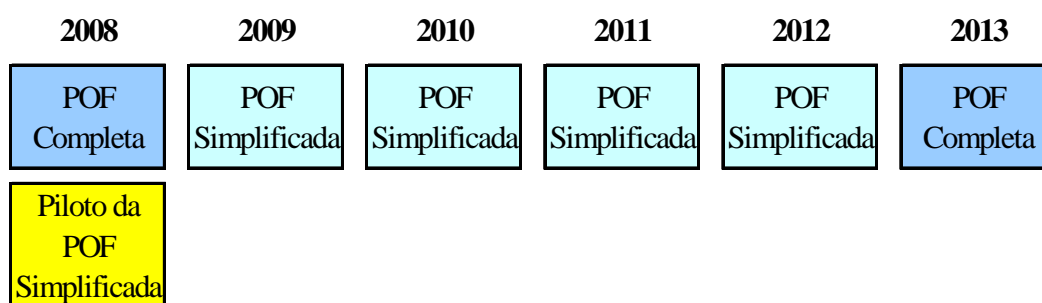 2008 2009 2010 2011 2012 2013
POF POF POF POF POF POF
Completa Simplificada Simplificada Simplificada Simplificada Completa
Piloto da
POF
Simplificada